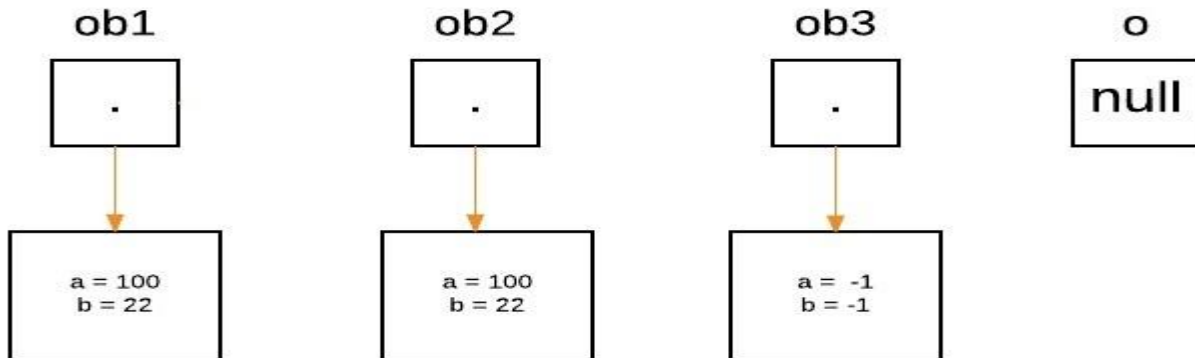 ob1
ob2
ob3
o
.
.
.
null
a = 100
b = 22
a = 100
b = 22
a =  -1
b = -1